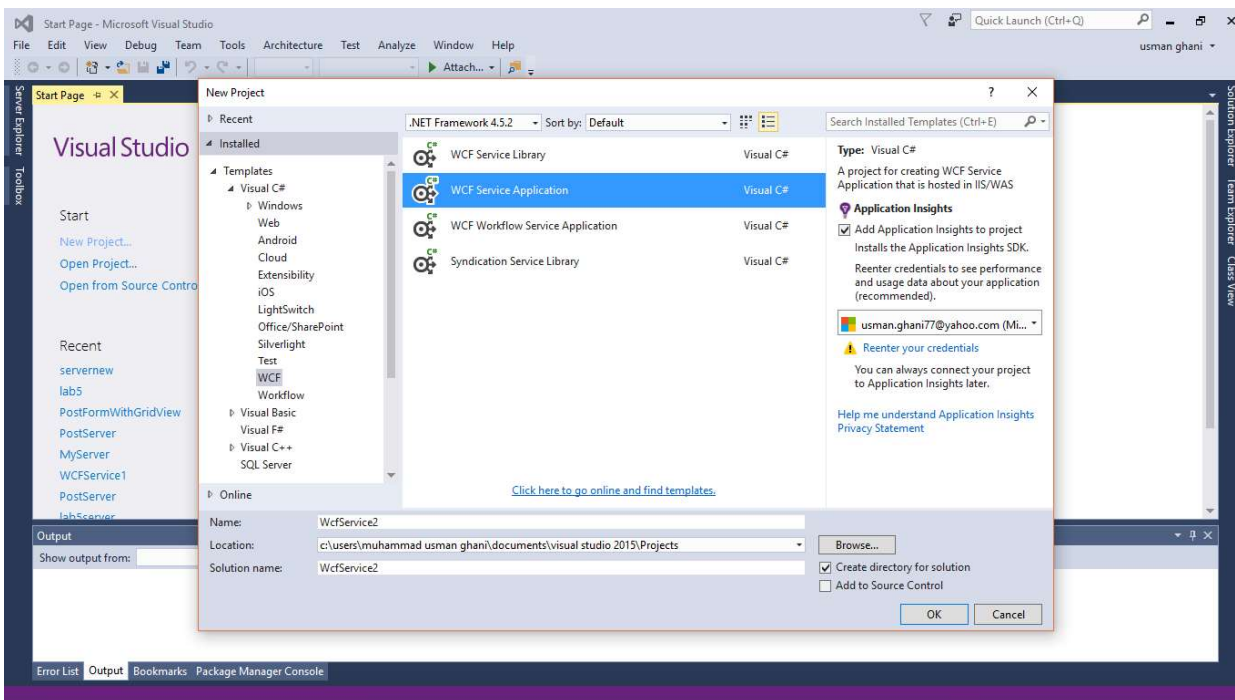 Start Page - Microsoft Visual Studio
Quick Launch (Ctrl+Q)
File Edit View Debug Team Tools Architecture Test Analyze Window Help
usman ghani
Attach...
Server Explorer
Toolbox
Start Page
Visual Studio
Start
New Project...
Open Project...
Open from Source Contro
Recent
servernew
lab5
PostFormWithGridView
PostServer
MyServer
WCFService1
PostServer
lab5server
New Project
?
Recent
Installed
Templates
Visual C#
Windows
Web
Android
Cloud
Extensibility
iOS
LightSwitch
Office/SharePoint
Silverlight
Test
WCF
Workflow
Visual Basic
Visual F#
Visual C++
SQL Server
Online
.NET Framework 4.5.2 Sort by: Default
Search Installed Templates (Ctrl+E)
C# WCF Service Library Visual C#
C# WCF Service Application Visual C#
C# WCF Workflow Service Application Visual C#
C# Syndication Service Library Visual C#
Click here to go online and find templates.
Type: Visual C#
A project for creating WCF Service
Application that is hosted in IIS/WAS
Application Insights
Add Application Insights to project
Installs the Application Insights SDK.
Reenter credentials to see performance
and usage data about your application
(recommended).
usman.ghani77@yahoo.com (Mi...
Reenter your credentials
You can always connect your project
to Application Insights later.
Help me understand Application Insights
Privacy Statement
Name: WcfService2
Location: c:\users\muhammad usman ghani\documents\visual studio 2015\Projects
Browse...
Solution name: WcfService2
Create directory for solution
Add to Source Control
OK Cancel
Solution Explorer
Team Explorer
Class View
Output
Show output from:
Error List Output Bookmarks Package Manager Console